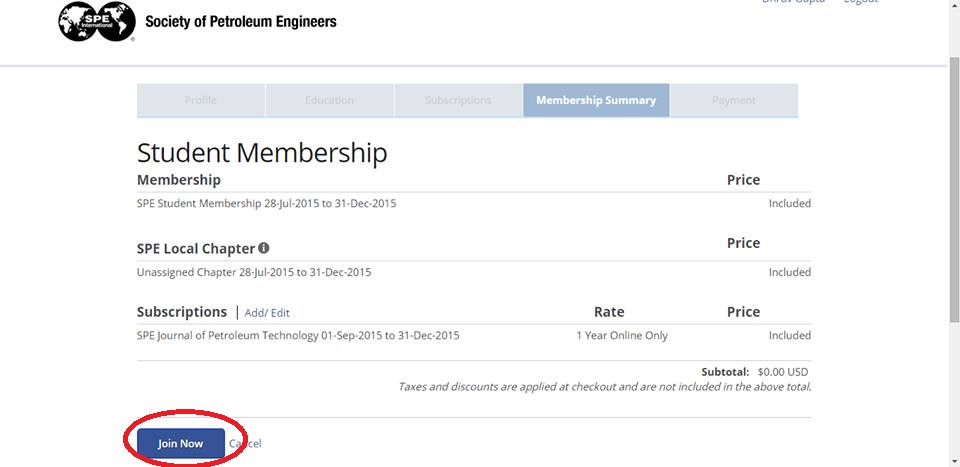 Dhruv Gupta Logout
SPE
International
Society of Petroleum Engineers
Profile Education Subscriptions Membership Summary Payment
Student Membership
Membership Price
SPE Student Membership 28-Jul-2015 to 31-Dec-2015 Included
SPE Local Chapter Price
Unassigned Chapter 28-Jul-2015 to 31-Dec-2015 Included
Subscriptions | Add/ Edit Rate Price
SPE Journal of Petroleum Technology 01-Sep-2015 to 31-Dec-2015 1 Year Online Only Included
Subtotal: $0.00 USD
Taxes and discounts are applied at checkout and are not included in the above total.
Join Now Cancel